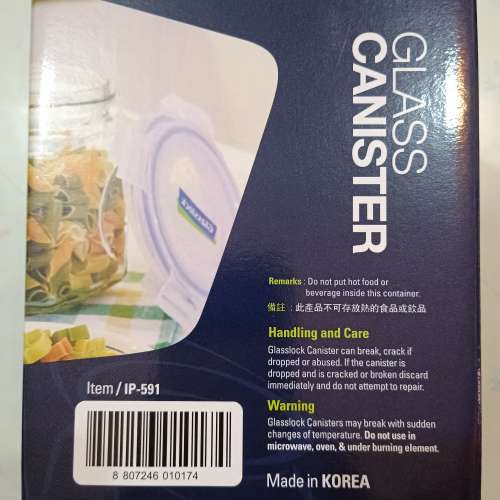 GLASS
CANISTER
Glasslock
Remarks : Do not put hot food or
beverage inside this container.
備註 : 此產品不可存放熱的食品或飲品
Handling and Care
Glasslock Canister can break, crack if
dropped or abused. If the canister is
dropped and is cracked or broken discard
immediately and do not attempt to repair.
Warning
Glasslock Canisters may break with sudden
changes of temperature. Do not use in
microwave, oven, & under burning element.
Made in KOREA
Item / IP-591
8 807246 010174